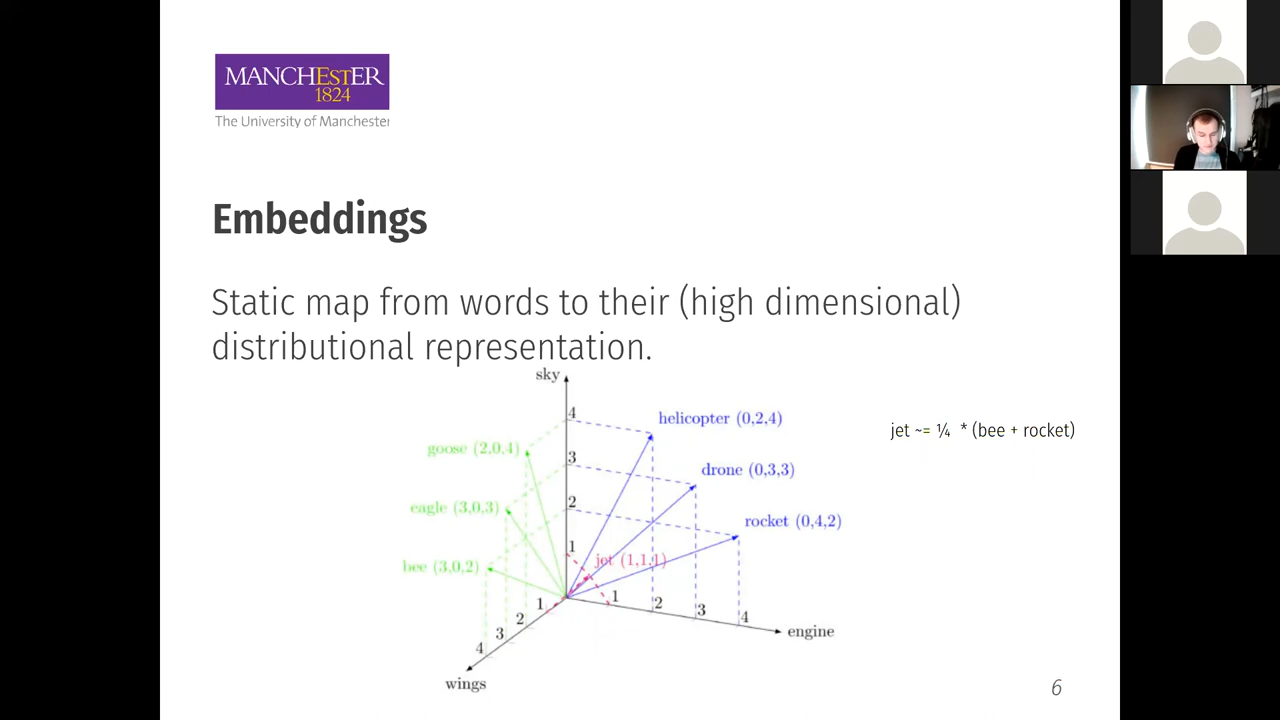 MANCHEsTER
1824
The University of Manchester
Embeddings
Static map from words to their (high dimensional)
distributional representation.
sky
4
helicopter (0,2,4)
jet ~= ¼ * (bee + rocket)
goose (2,0,4)
3
drone (0,3,3)
eagle (3,0,3)
2
rocket (0,4,2)
1
jet (1,1,1)
bee (3,0,2)
1
2
3
4
1
2
3
4
engine
wings
6